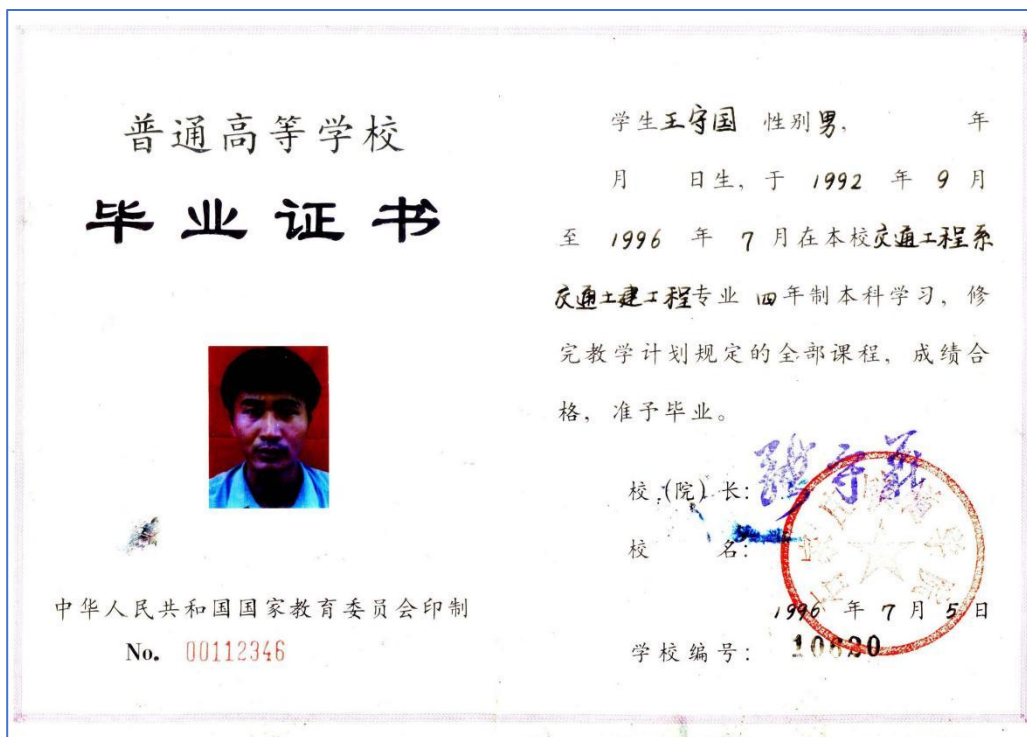 普通高等学校
毕业证书
中华人民共和国国家教育委员会印制
No. 00112346
学生王守国 性别男, 年
月 日生, 于 1992 年 9 月
至 1996 年 7 月在本校交通工程系
交通土建工程专业 四年制本科学习, 修
完教学计划规定的全部课程, 成绩合
格, 准予毕业。
校(院)长:
校 名:
1996 年 7 月 5 日
学校编号: 10620